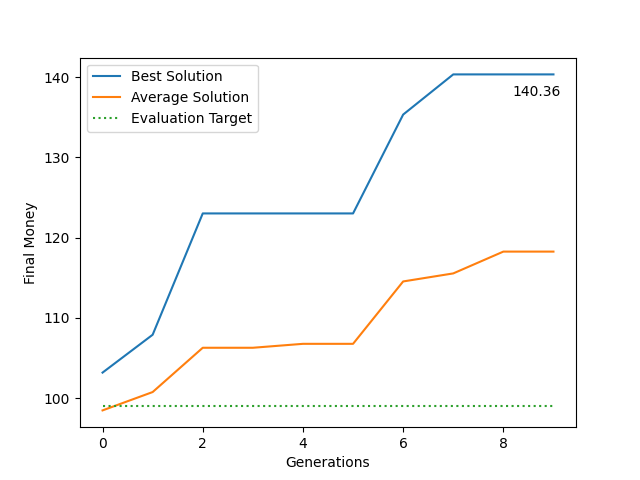 Best Solution
Average Solution
Evaluation Target
140.36
140
130
120
110
100
Final Money
0 2 4 6 8
Generations